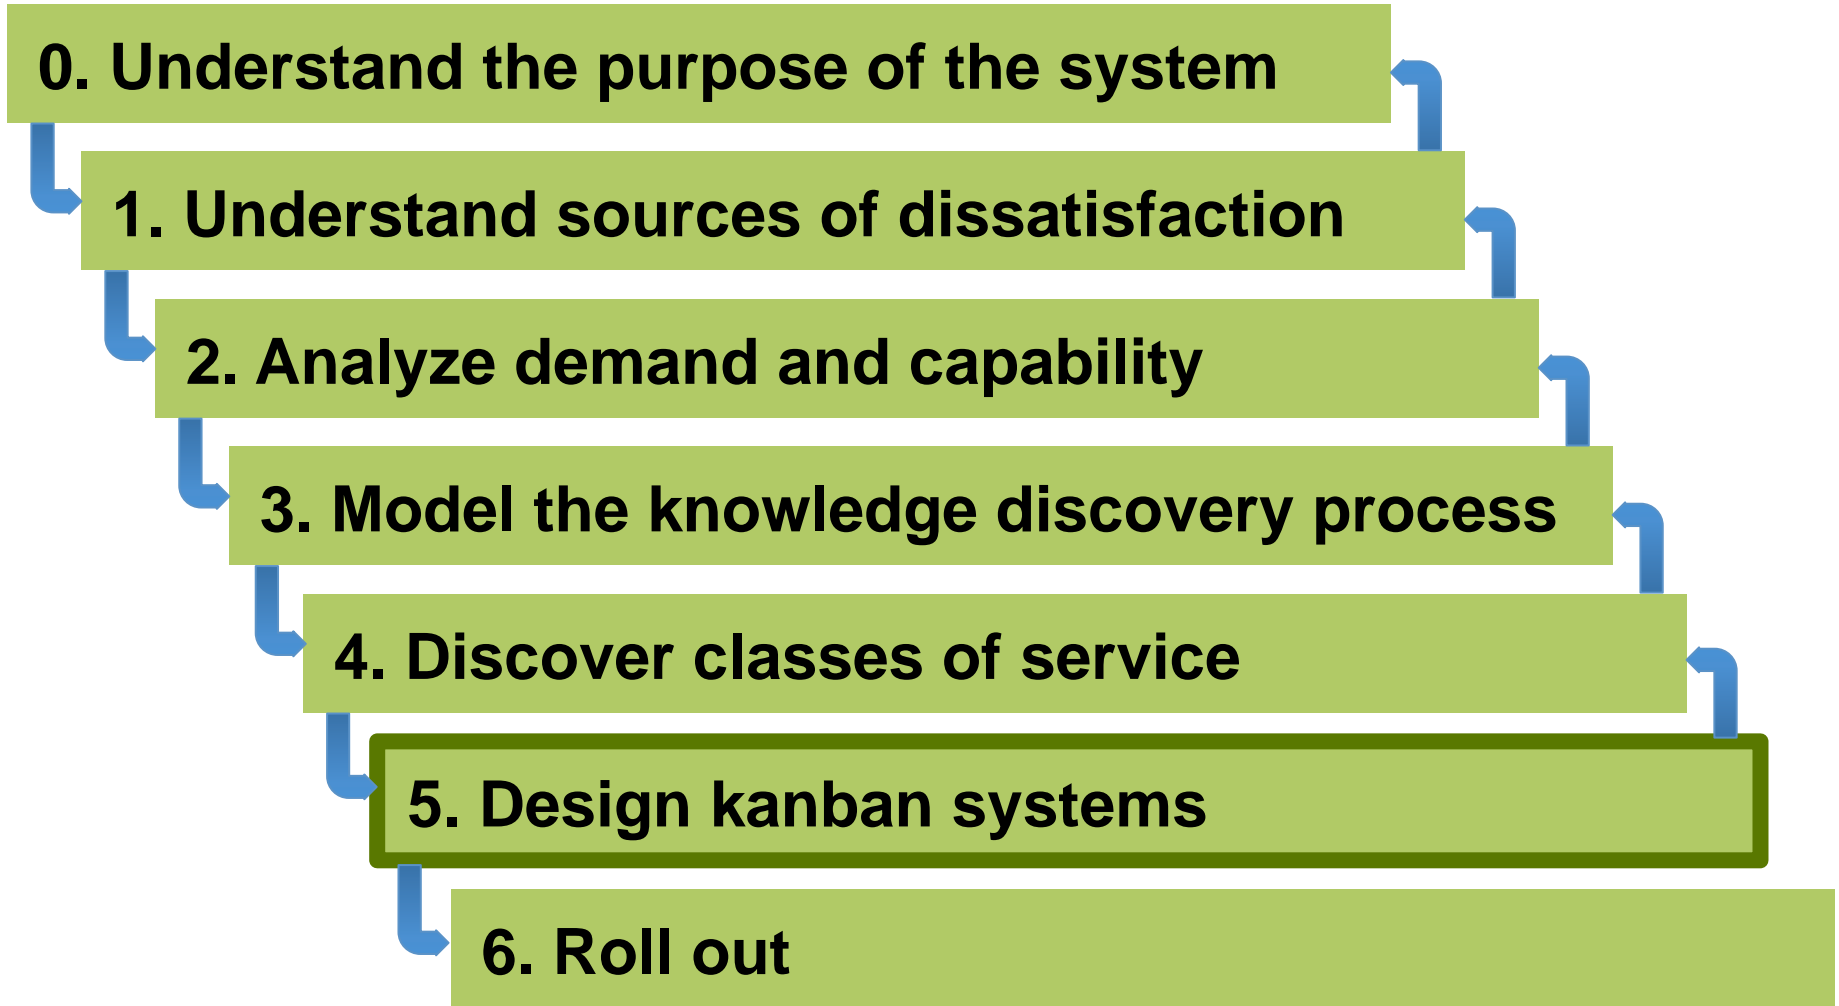 0. Understand the purpose of the system
1. Understand sources of dissatisfaction
2. Analyze demand and capability
3. Model the knowledge discovery process
4. Discover classes of service
5. Design kanban systems
6. Roll out